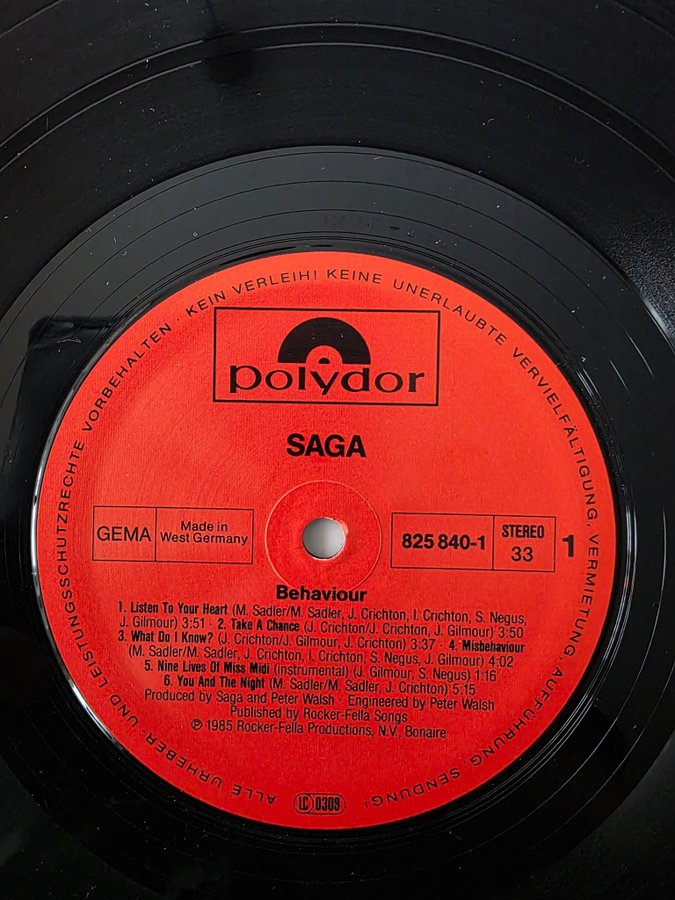 ALLE URHEBER- UND LEISTUNGSSCHUTZRECHTE VORBEHALTEN · KEIN VERLEIH! KEINE UNERLAUBTE VERVIELFÄLTIGUNG, VERMIETUNG, AUFFÜHRUNG, SENDUNG!
polydor
SAGA
GEMA
Made in
West Germany
825 840-1
STEREO
33
1
Behaviour
1. Listen To Your Heart (M. Sadler/M. Sadler, J. Crichton, I. Crichton, S. Negus,
J. Gilmour) 3:51 · 2. Take A Chance (J. Crichton/J. Crichton, J. Gilmour) 3:50
3. What Do I Know? (J. Crichton/J. Gilmour, J. Crichton) 3:37 · 4. Misbehaviour
(M. Sadler/M. Sadler, J. Crichton, I. Crichton, S. Negus, J. Gilmour) 4:02
5. Nine Lives Of Miss Midi (instrumental) (J. Gilmour, S. Negus) 1:16
6. You And The Night (M. Sadler/M. Sadler, J. Crichton) 5:15
Produced by Saga and Peter Walsh · Engineered by Peter Walsh
Published by Rocker-Fella Songs
℗ 1985 Rocker-Fella Productions, N.V., Bonaire
LC 0309